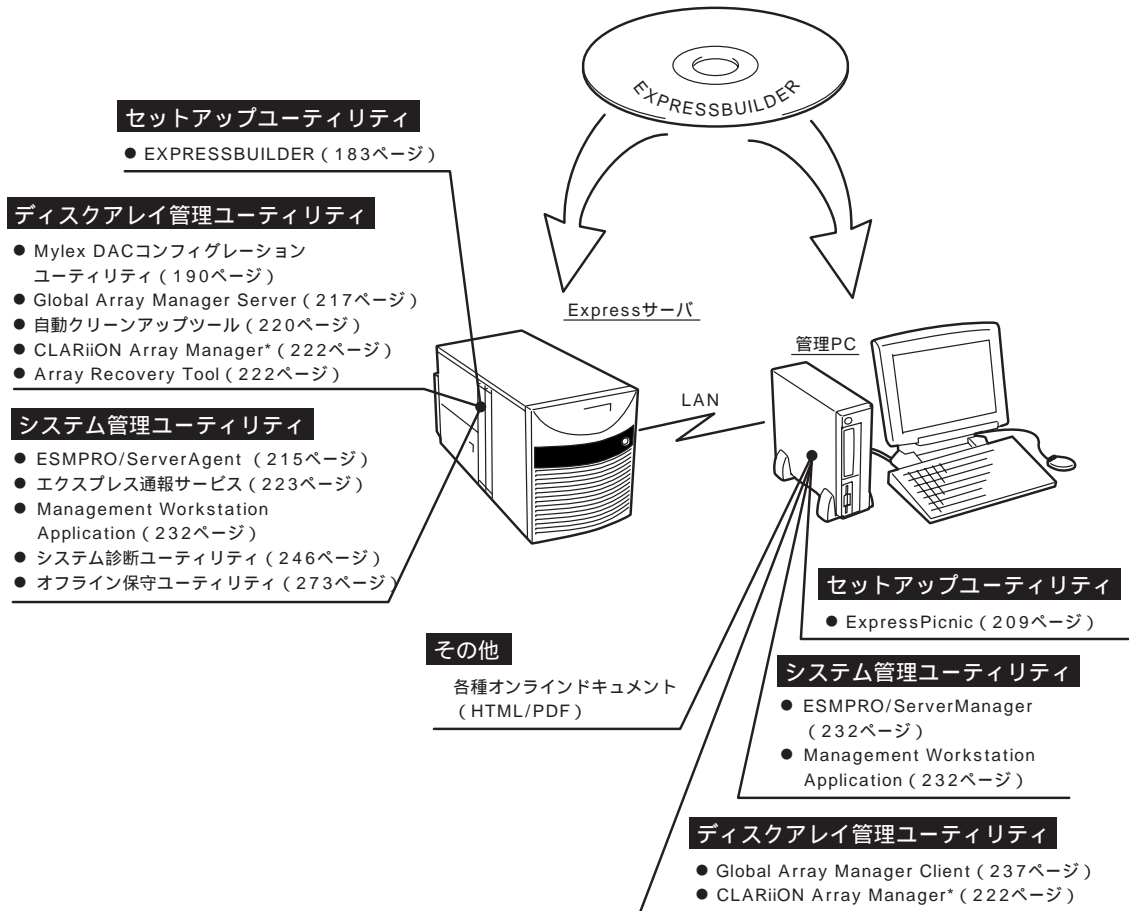 EXPRESSBUILDER
セットアップユーティリティ
● EXPRESSBUILDER（183ページ）
ディスクアレイ管理ユーティリティ
● Mylex DACコンフィグレーション
ユーティリティ（190ページ）
● Global Array Manager Server（217ページ）
● 自動クリーンアップツール（220ページ）
● CLARiiON Array Manager*（222ページ）
● Array Recovery Tool（222ページ）
システム管理ユーティリティ
● ESMPRO/ServerAgent （215ページ）
● エクスプレス通報サービス（223ページ）
● Management Workstation
Application（232ページ）
● システム診断ユーティリティ（246ページ）
● オフライン保守ユーティリティ（273ページ）
Expressサーバ
LAN
管理PC
セットアップユーティリティ
● ExpressPicnic（209ページ）
システム管理ユーティリティ
● ESMPRO/ServerManager
（232ページ）
● Management Workstation
Application（232ページ）
その他
各種オンラインドキュメント
（HTML/PDF）
ディスクアレイ管理ユーティリティ
● Global Array Manager Client（237ページ）
● CLARiiON Array Manager*（222ページ）